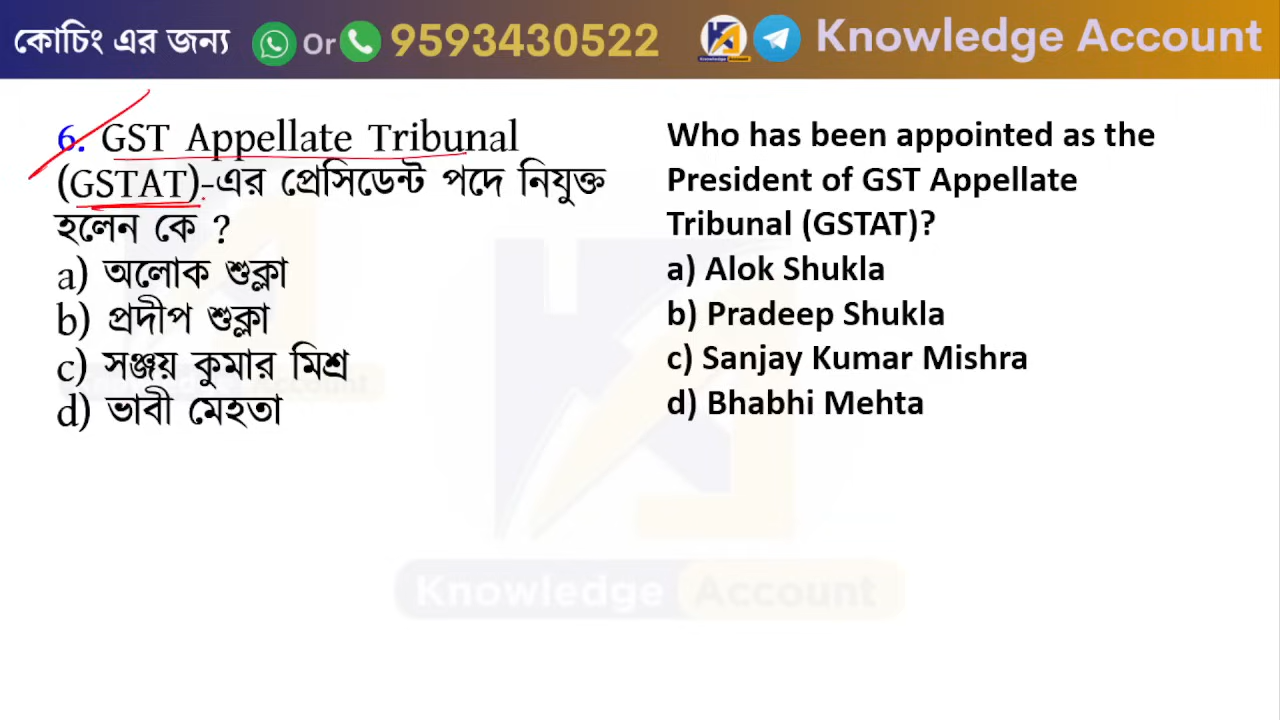 কোচিং এর জন্য Or 9593430522 Knowledge Account
6. GST Appellate Tribunal
(GSTAT)-এর প্রেসিডেন্ট পদে নিযুক্ত
হলেন কে ?
a) অলোক শুক্লা
b) প্রদীপ শুক্লা
c) সঞ্জয় কুমার মিশ্র
d) ভাবী মেহতা
Who has been appointed as the
President of GST Appellate
Tribunal (GSTAT)?
a) Alok Shukla
b) Pradeep Shukla
c) Sanjay Kumar Mishra
d) Bhabhi Mehta
Knowledge Account